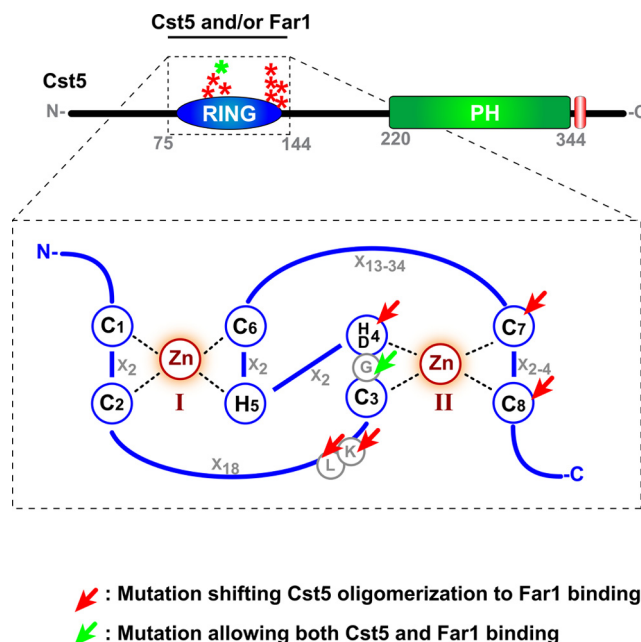 Cst5 and/or Far1
Cst5
* * * * * * * *
N- RING PH -C
75 144 220 344
N-
X13-34
C1 C6 H D 4 C7
Zn Zn
X2 X2 X2 G X2-4
I II
C2 H5 C3 C8
K
L
X18
-C
: Mutation shifting Cst5 oligomerization to Far1 binding
: Mutation allowing both Cst5 and Far1 binding